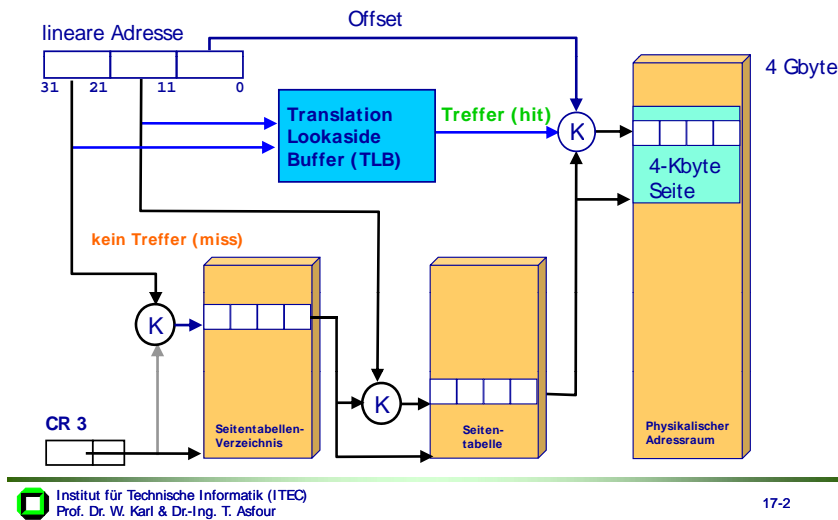 Offset
lineare Adresse
4 Gbyte
31 21 11 0
Translation
Lookaside
Buffer (TLB)
Treffer (hit)
K
4-Kbyte
Seite
kein Treffer (miss)
K
K
CR 3
Seitentabellen-
Verzeichnis
Seiten-
tabelle
Physikalischer
Adressraum
Institut für Technische Informatik (ITEC)
Prof. Dr. W. Karl & Dr.-Ing. T. Asfour
17-2